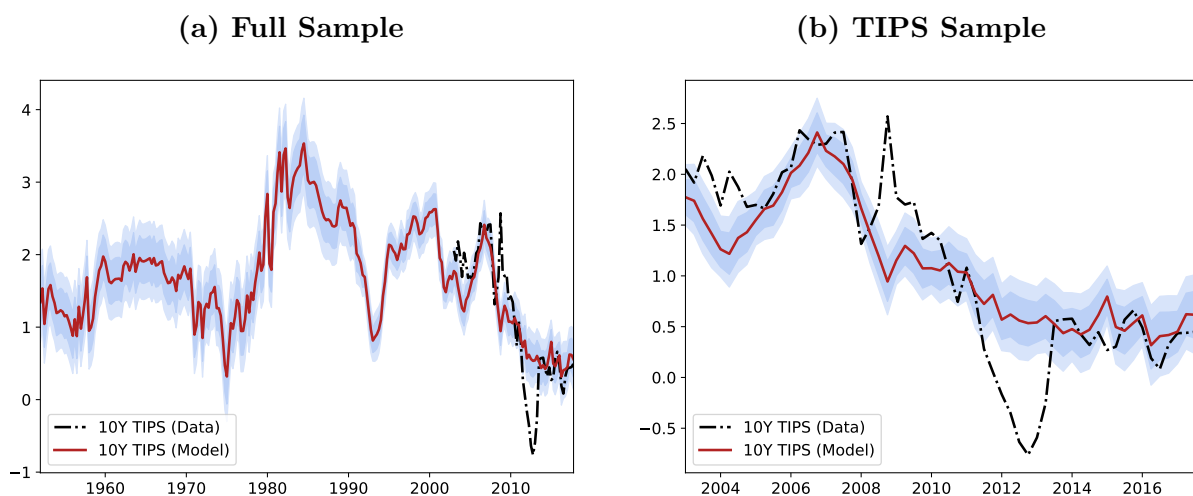 (a) Full Sample
4
3
2
1
0
−1
10Y TIPS (Data)
10Y TIPS (Model)
1960 1970 1980 1990 2000 2010
(b) TIPS Sample
2.5
2.0
1.5
1.0
0.5
0.0
−0.5
10Y TIPS (Data)
10Y TIPS (Model)
2004 2006 2008 2010 2012 2014 2016